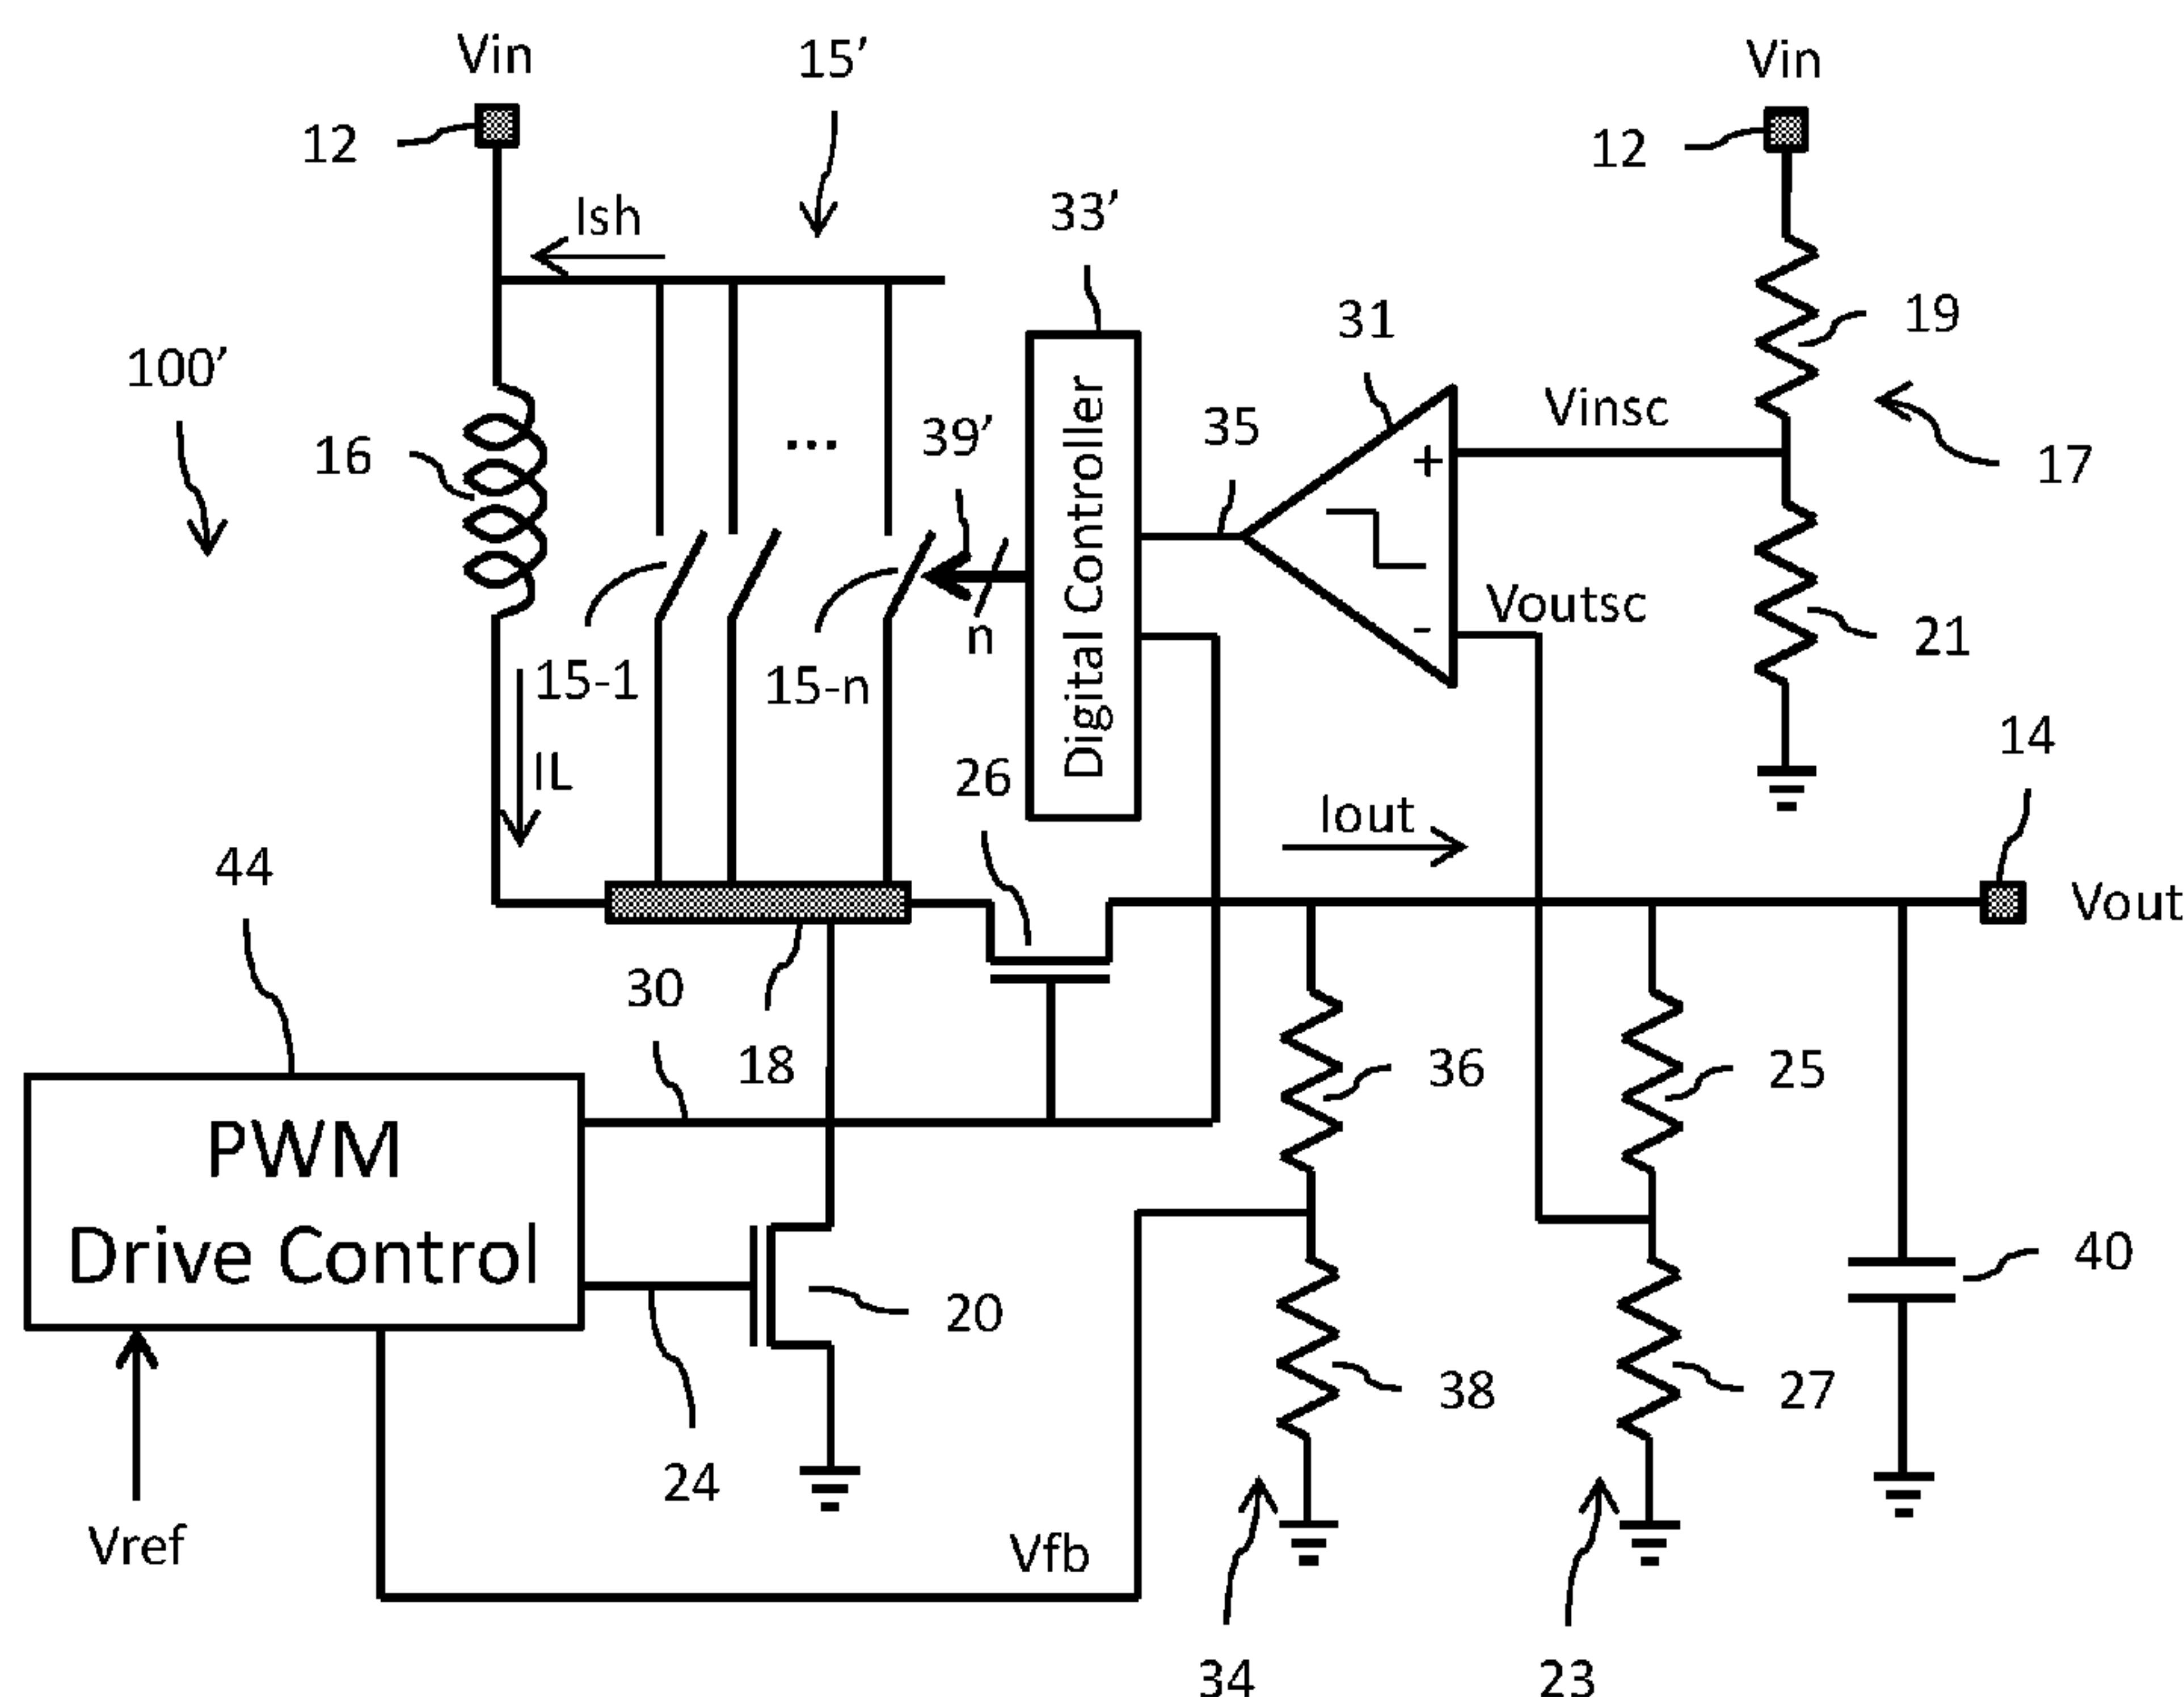 Vin
15’
Vin
12
12
Ish
33’
31
19
100’
Vinsc
39’
35
16
...
+
17
Digital Controller
Voutsc
-
n
21
15-1
15-n
14
26
IL
Iout
44
Vout
30
18
36
25
PWM
Drive Control
40
20
38
27
24
Vref
Vfb
34
23